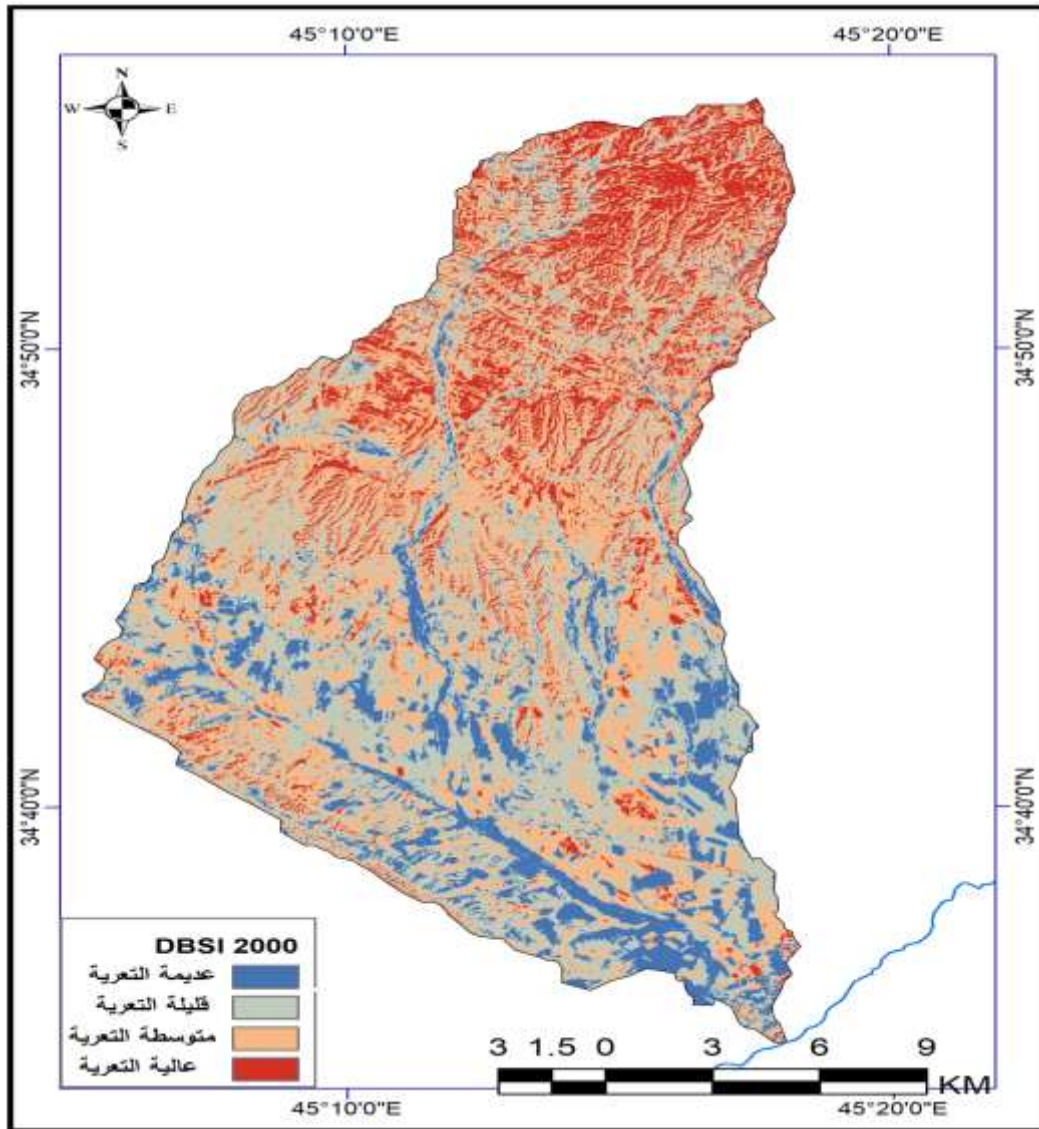 45°10'0"E 45°20'0"E
N
W E
S
34°50'0"N 34°50'0"N
34°40'0"N 34°40'0"N
DBSI 2000
عديمة التعرية
قليلة التعرية
متوسطة التعرية
عالية التعرية
3 1.5 0 3 6 9
KM
45°10'0"E 45°20'0"E